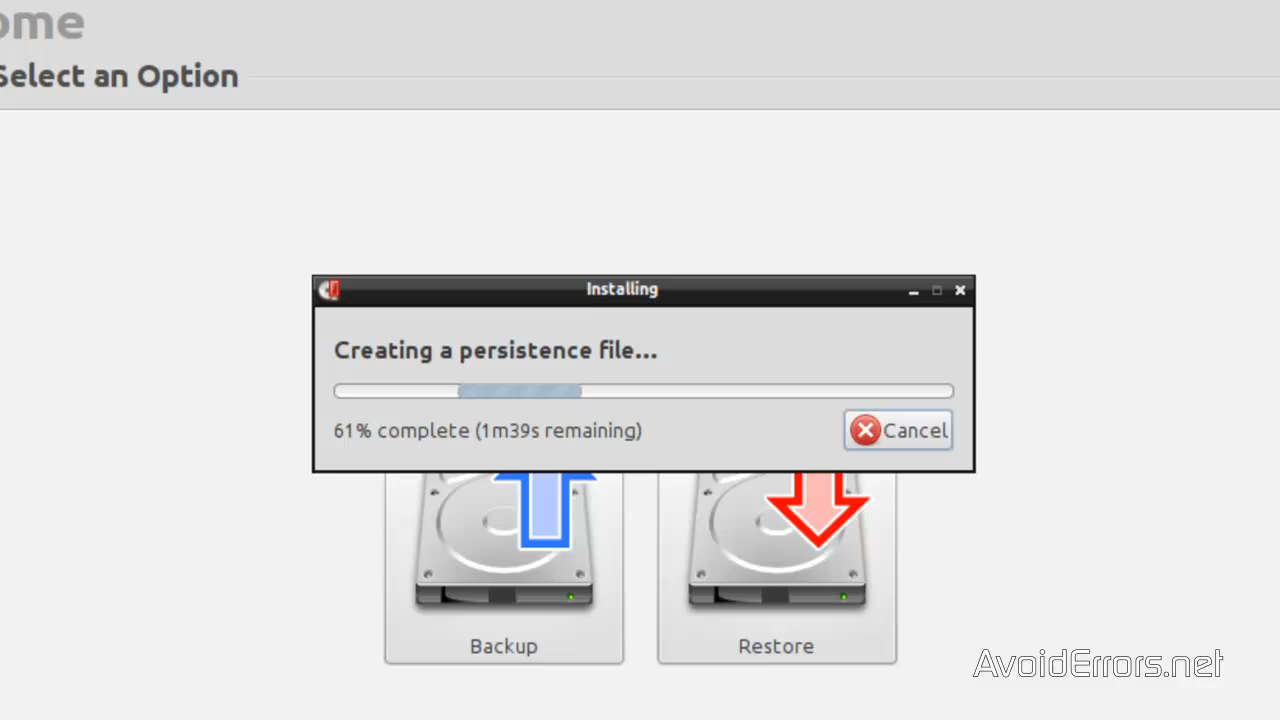 ome
Select an Option
Installing
Creating a persistence file...
61% complete (1m39s remaining)
Cancel
Backup
Restore
AvoidErrors.net